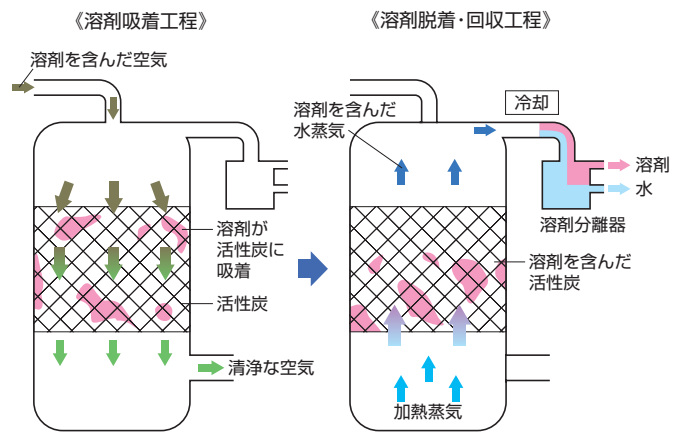 《溶剤吸着工程》
溶剤を含んだ空気
溶剤が
活性炭に
吸着
活性炭
清浄な空気
《溶剤脱着・回収工程》
溶剤を含んだ
水蒸気
冷却
溶剤
水
溶剤分離器
溶剤を含んだ
活性炭
加熱蒸気